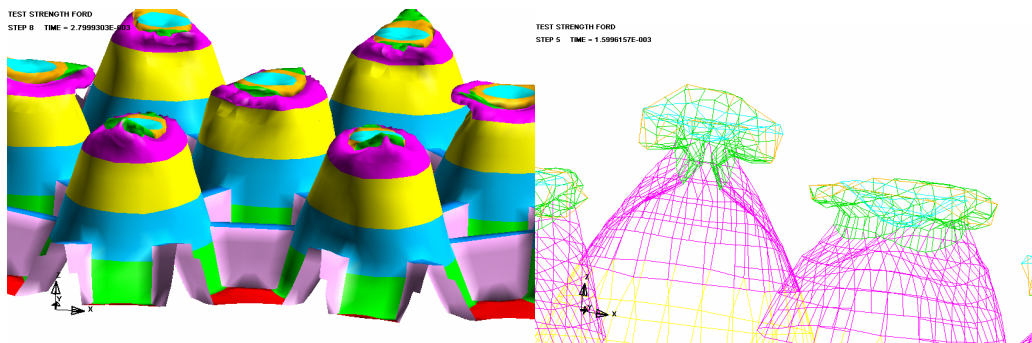 TEST STRENGTH FORD
STEP 8 TIME = 2.7999303E-003
Z
Y
X
TEST STRENGTH FORD
STEP 5 TIME = 1.5996157E-003
Z
Y
X